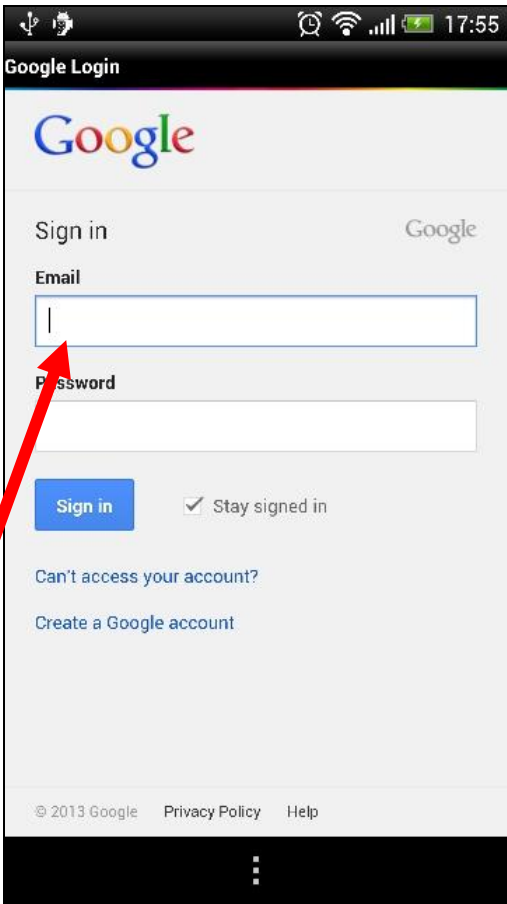 17:55
Google Login
Google
Sign in Google
Email
Password
Sign in Stay signed in
Can't access your account?
Create a Google account
© 2013 Google Privacy Policy Help